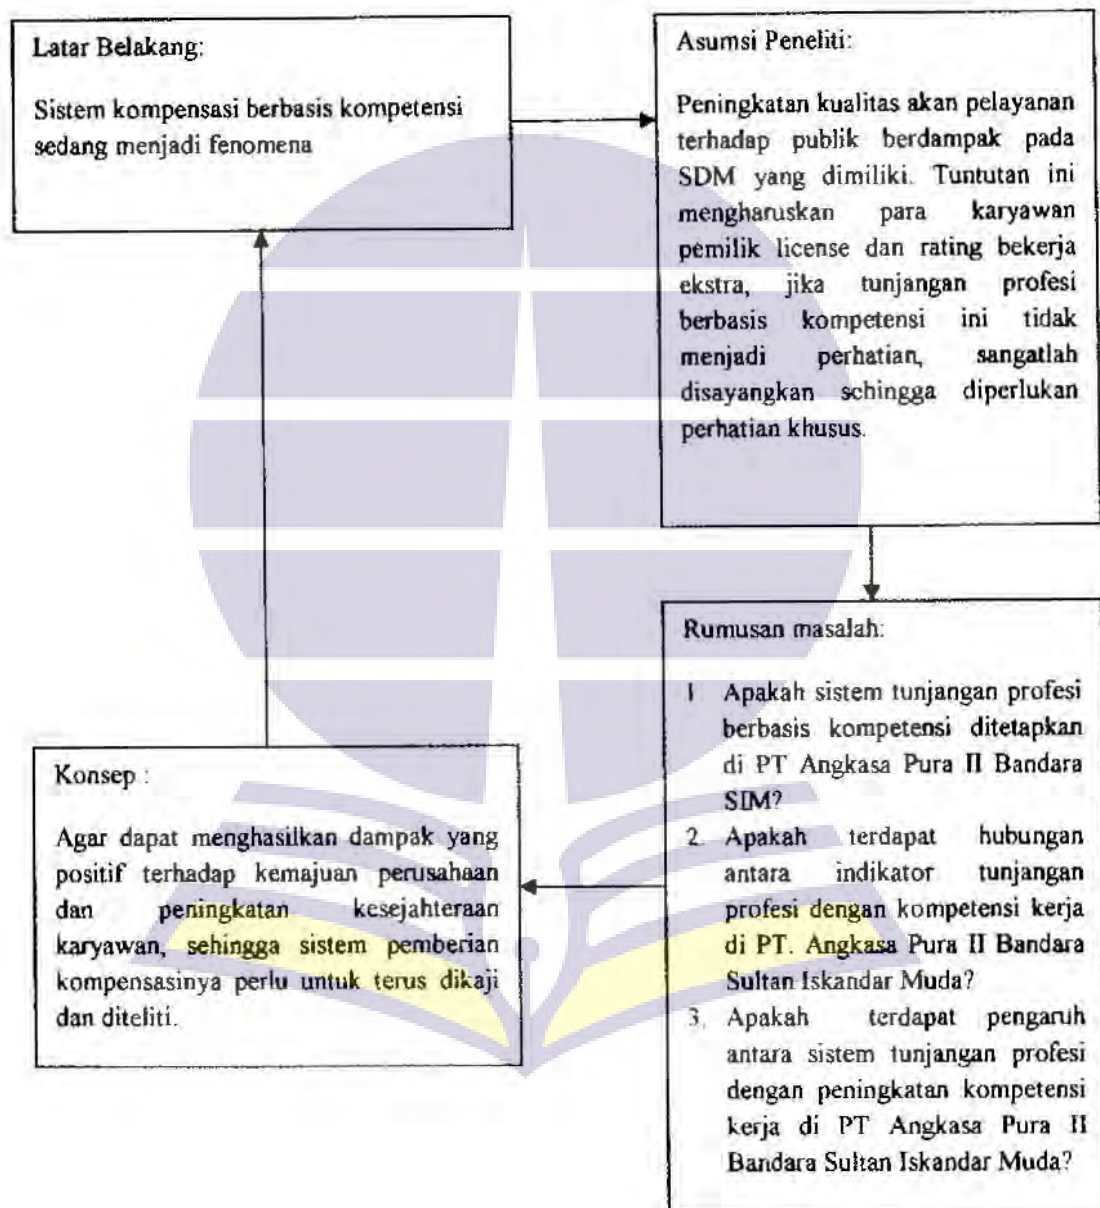 Latar Belakang:
Sistem kompensasi berbasis kompetensi
sedang menjadi fenomena
Asumsi Peneliti:
Peningkatan kualitas akan pelayanan
terhadap publik berdampak pada
SDM yang dimiliki. Tuntutan ini
mengharuskan para karyawan
pemilik license dan rating bekerja
ekstra, jika tunjangan profesi
berbasis kompetensi ini tidak
menjadi perhatian, sangatlah
disayangkan sehingga diperlukan
perhatian khusus.
Rumusan masalah:
1 Apakah sistem tunjangan profesi
berbasis kompetensi ditetapkan
di PT Angkasa Pura II Bandara
SIM?
2. Apakah terdapat hubungan
antara indikator tunjangan
profesi dengan kompetensi kerja
di PT. Angkasa Pura II Bandara
Sultan Iskandar Muda?
3. Apakah terdapat pengaruh
antara sistem tunjangan profesi
dengan peningkatan kompetensi
kerja di PT Angkasa Pura II
Bandara Sultan Iskandar Muda?
Konsep :
Agar dapat menghasilkan dampak yang
positif terhadap kemajuan perusahaan
dan peningkatan kesejahteraan
karyawan, sehingga sistem pemberian
kompensasinya perlu untuk terus dikaji
dan diteliti.